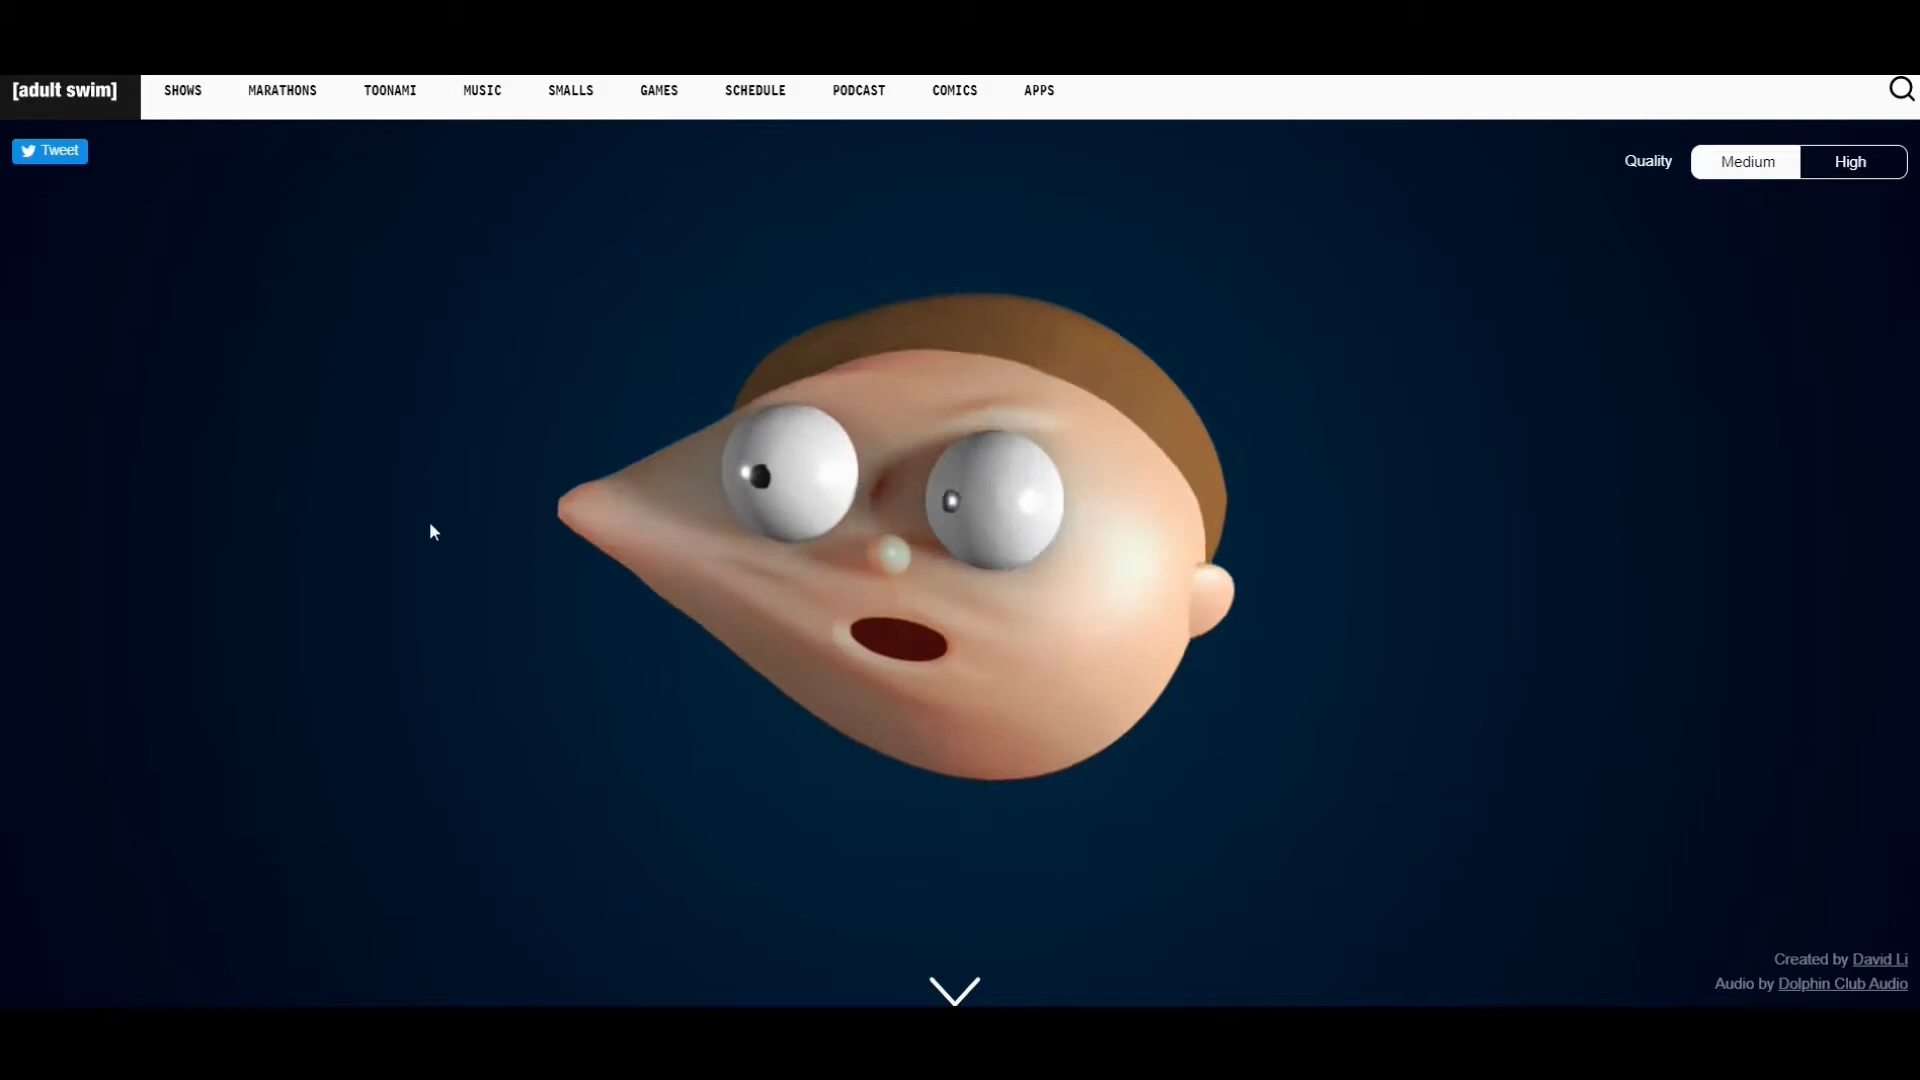 [adult swim] SHOWS MARATHONS TOONAMI MUSIC SMALLS GAMES SCHEDULE PODCAST COMICS APPS
Tweet
Quality Medium High
Created by David Li
Audio by Dolphin Club Audio